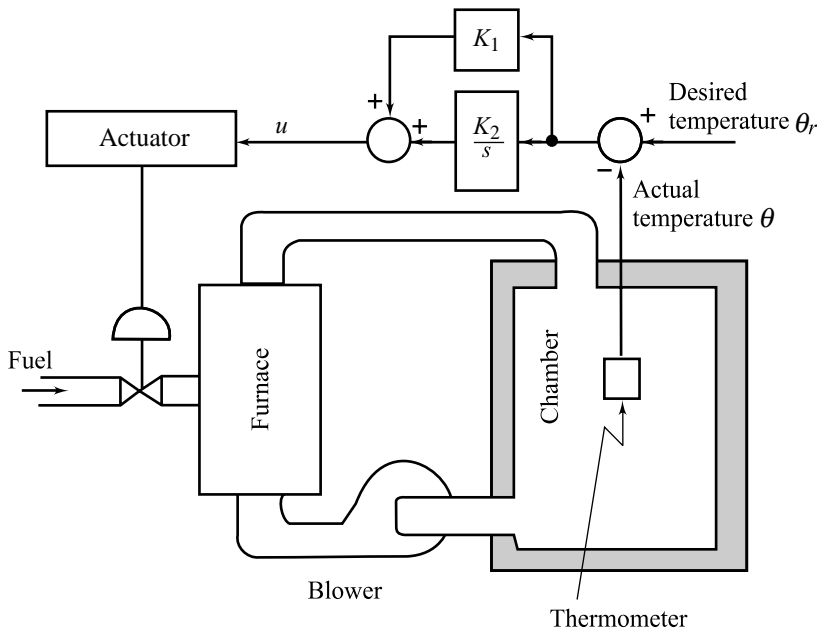 K₁
+
+
K₂
s
+
−
Desired
temperature θᵣ
Actuator
u
Actual
temperature θ
Fuel
Furnace
Chamber
Blower
Thermometer